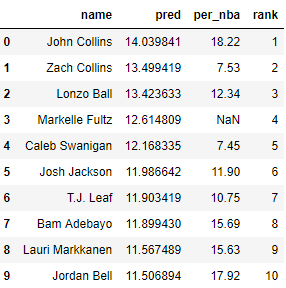 name pred per_nba rank
0 John Collins 14.039841 18.22 1
1 Zach Collins 13.499419 7.53 2
2 Lonzo Ball 13.423633 12.34 3
3 Markelle Fultz 12.614809 NaN 4
4 Caleb Swanigan 12.168335 7.45 5
5 Josh Jackson 11.986642 11.90 6
6 T.J. Leaf 11.903419 10.75 7
7 Bam Adebayo 11.899430 15.69 8
8 Lauri Markkanen 11.567489 15.63 9
9 Jordan Bell 11.506894 17.92 10